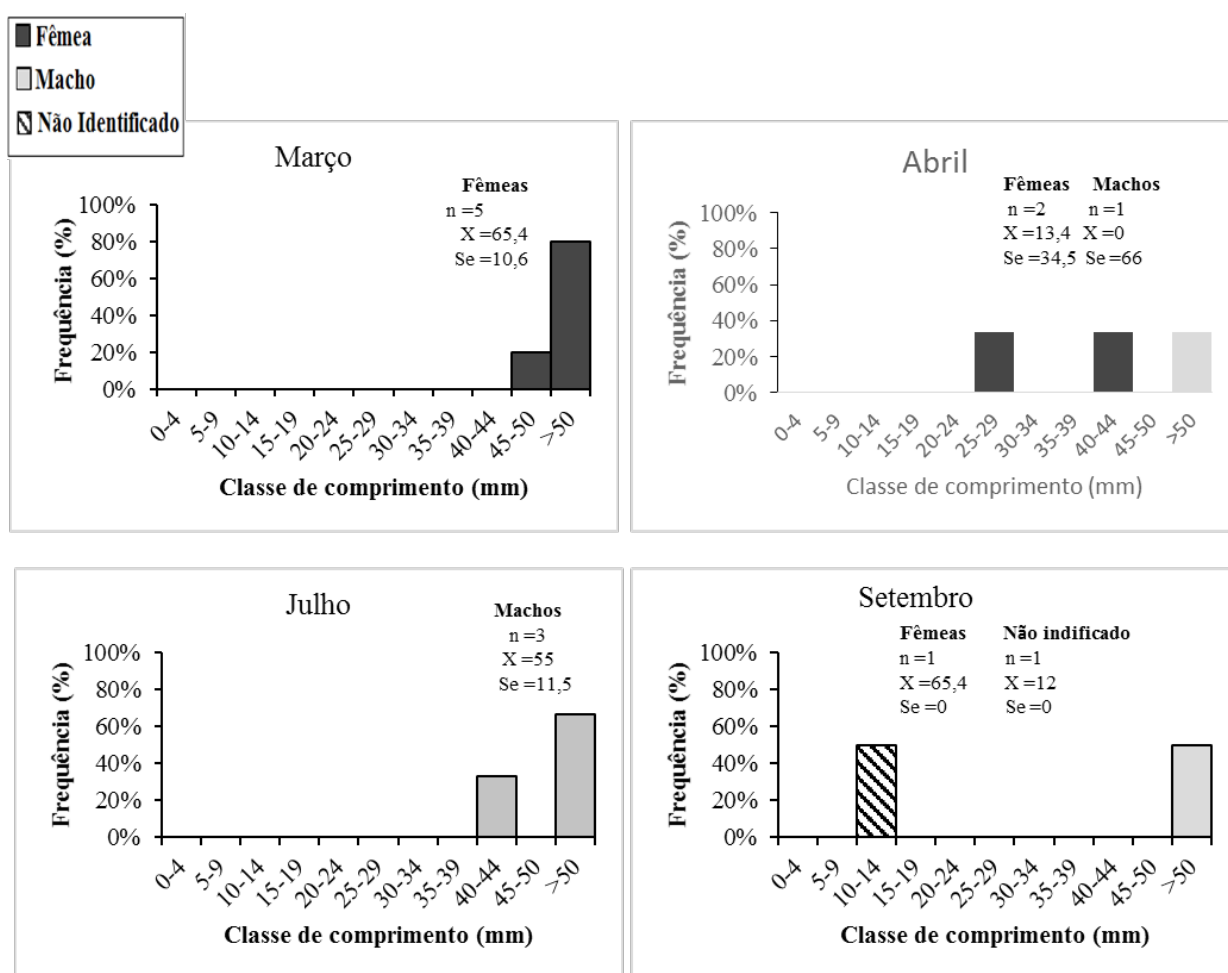 Fêmea
Macho
Não Identificado
Março
Fêmeas
n =5
X =65,4
Se =10,6
Frequência (%)
100%
80%
60%
40%
20%
0%
0-4 5-9 10-14 15-19 20-24 25-29 30-34 35-39 40-44 45-50 >50
Classe de comprimento (mm)
Abril
Fêmeas Machos
n =2 n =1
X =13,4 X =0
Se =34,5 Se =66
Frequência (%)
100%
80%
60%
40%
20%
0%
0-4 5-9 10-14 15-19 20-24 25-29 30-34 35-39 40-44 45-50 >50
Classe de comprimento (mm)
Julho
Machos
n =3
X =55
Se =11,5
Frequência (%)
100%
80%
60%
40%
20%
0%
0-4 5-9 10-14 15-19 20-24 25-29 30-34 35-39 40-44 45-50 >50
Classe de comprimento (mm)
Setembro
Fêmeas Não indificado
n =1 n =1
X =65,4 X =12
Se =0 Se =0
Frequência (%)
100%
80%
60%
40%
20%
0%
0-4 5-9 10-14 15-19 20-24 25-29 30-34 35-39 40-44 45-50 >50
Classe de comprimento (mm)